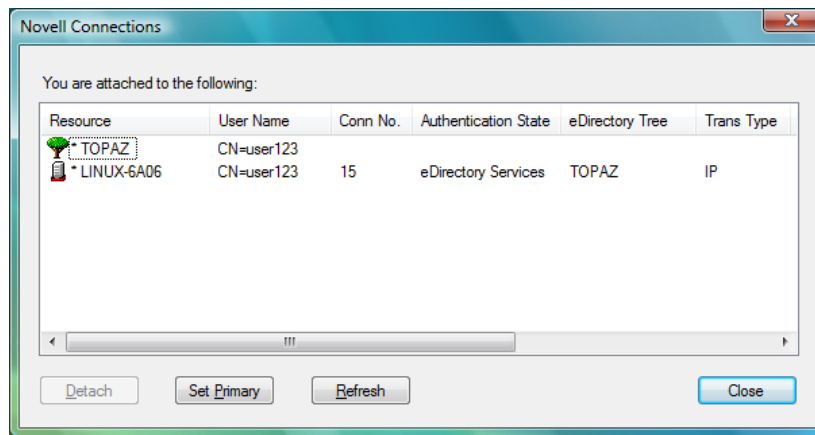 Novell Connections
You are attached to the following:
Resource User Name Conn No. Authentication State eDirectory Tree Trans Type
* TOPAZ CN=user123
* LINUX-6A06 CN=user123 15 eDirectory Services TOPAZ IP
Detach Set Primary Refresh Close